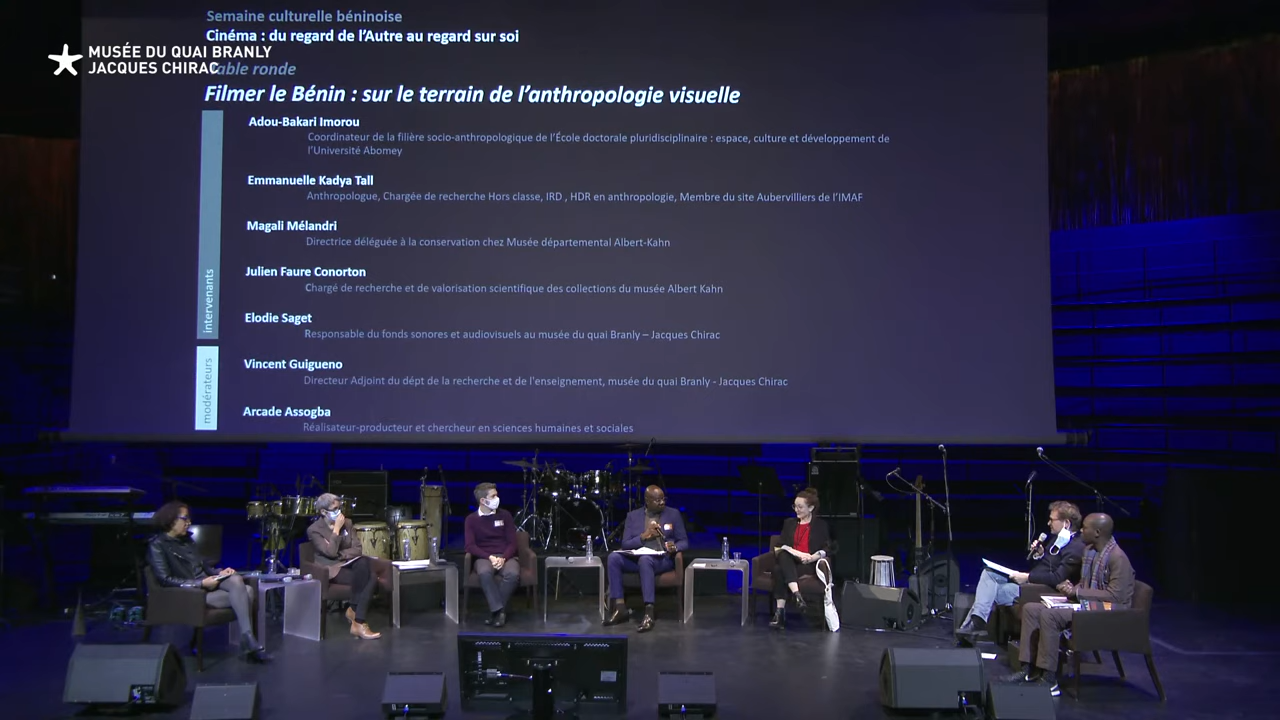 Semaine culturelle béninoise
Cinéma : du regard de l'Autre au regard sur soi
MUSÉE DU QUAI BRANLY
JACQUES CHIRAC
Table ronde
Filmer le Bénin : sur le terrain de l'anthropologie visuelle
Adou-Bakari Imorou
Coordinateur de la filière socio-anthropologique de l'École doctorale pluridisciplinaire : espace, culture et développement de
l'Université Abomey
Emmanuelle Kadya Tall
Anthropologue, Chargée de recherche Hors classe, IRD , HDR en anthropologie, Membre du site Aubervilliers de l'IMAF
Magali Mélandri
Directrice déléguée à la conservation chez Musée départemental Albert-Kahn
Julien Faure Conorton
Chargé de recherche et de valorisation scientifique des collections du musée Albert Kahn
Elodie Saget
Responsable du fonds sonores et audiovisuels au musée du quai Branly – Jacques Chirac
intervenants
Vincent Guigueno
Directeur Adjoint du dépt de la recherche et de l'enseignement, musée du quai Branly - Jacques Chirac
Arcade Assogba
Réalisateur-producteur et chercheur en sciences humaines et sociales
modérateurs